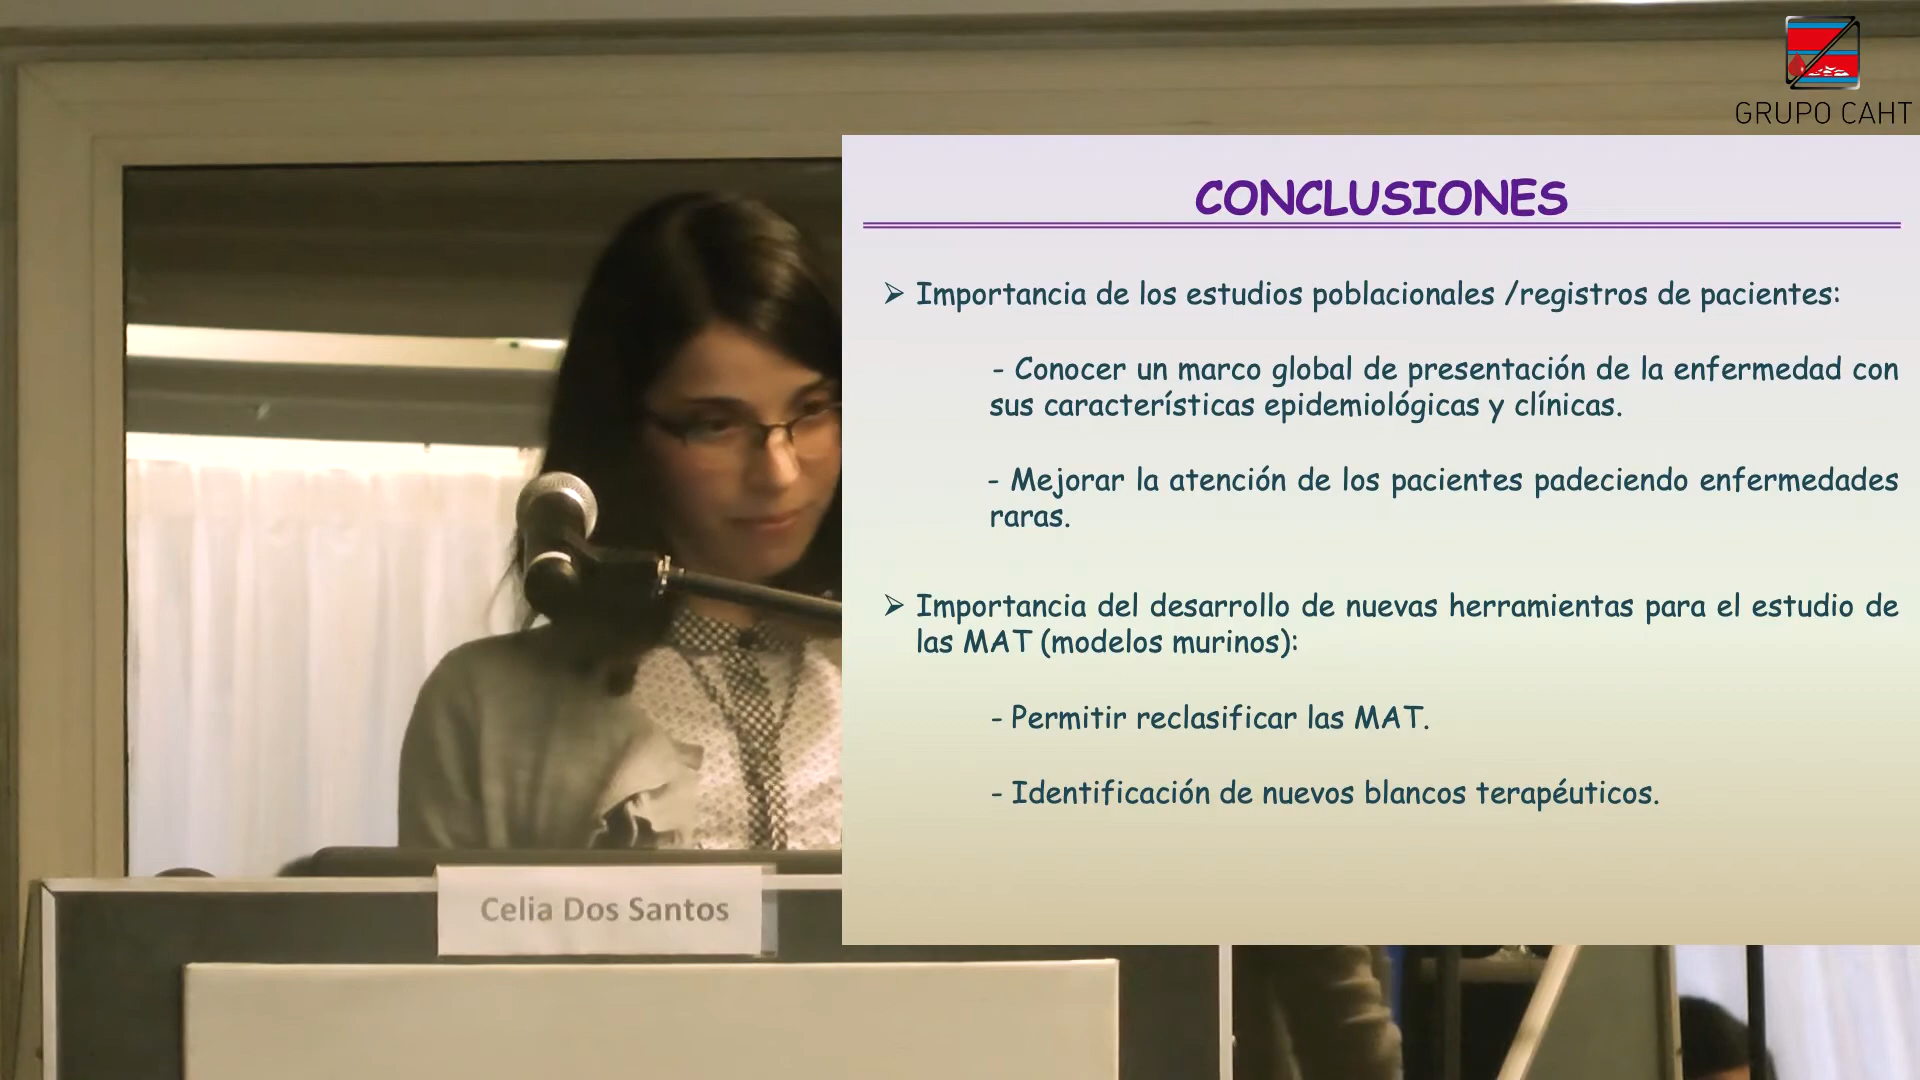 GRUPO CAHT
CONCLUSIONES
➢ Importancia de los estudios poblacionales /registros de pacientes:
- Conocer un marco global de presentación de la enfermedad con
sus características epidemiológicas y clínicas.
- Mejorar la atención de los pacientes padeciendo enfermedades
raras.
➢ Importancia del desarrollo de nuevas herramientas para el estudio de
las MAT (modelos murinos):
- Permitir reclasificar las MAT.
- Identificación de nuevos blancos terapéuticos.
Celia Dos Santos